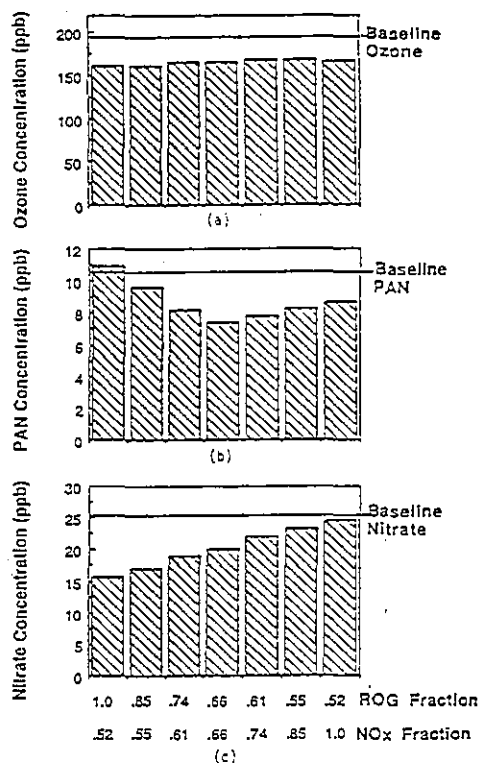 Ozone Concentration (ppb)
200
150
100
50
0
Baseline
Ozone
(a)
PAN Concentration (ppb)
12
10
8
6
4
2
0
Baseline
PAN
(b)
Nitrate Concentration (ppb)
30
25
20
15
10
5
0
Baseline
Nitrate
1.0 .85 .74 .66 .61 .55 .52 ROG Fraction
.52 .55 .61 .66 .74 .85 1.0 NOx Fraction
(c)